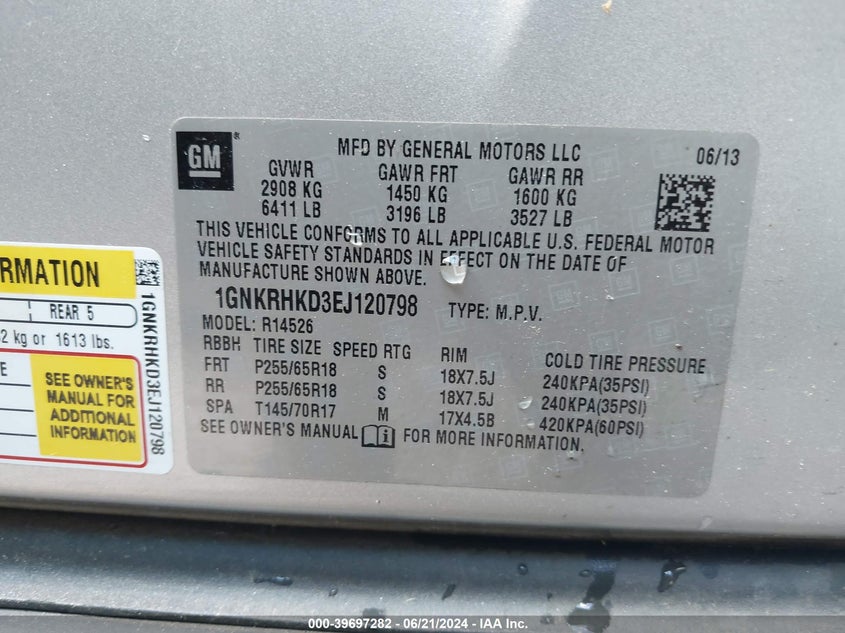 GM ®
MFD BY GENERAL MOTORS LLC 06/13
GVWR GAWR FRT GAWR RR
2908 KG 1450 KG 1600 KG
6411 LB 3196 LB 3527 LB
THIS VEHICLE CONFORMS TO ALL APPLICABLE U.S. FEDERAL MOTOR
VEHICLE SAFETY STANDARDS IN EFFECT ON THE DATE OF
MANUFACTURE SHOWN ABOVE.
1GNKRHKD3EJ120798 TYPE: M.P.V.
MODEL: R14526
RBBH TIRE SIZE SPEED RTG RIM COLD TIRE PRESSURE
FRT P255/65R18 S 18X7.5J 240KPA(35PSI)
RR P255/65R18 S 18X7.5J 240KPA(35PSI)
SPA T145/70R17 M 17X4.5B 420KPA(60PSI)
SEE OWNER'S MANUAL i FOR MORE INFORMATION.
RMATION
REAR 5
2 kg or 1613 lbs.
E
SEE OWNER'S
MANUAL FOR
ADDITIONAL
INFORMATION
1GNKRHKD3EJ120798
000-39697282 - 06/21/2024 - IAA Inc.